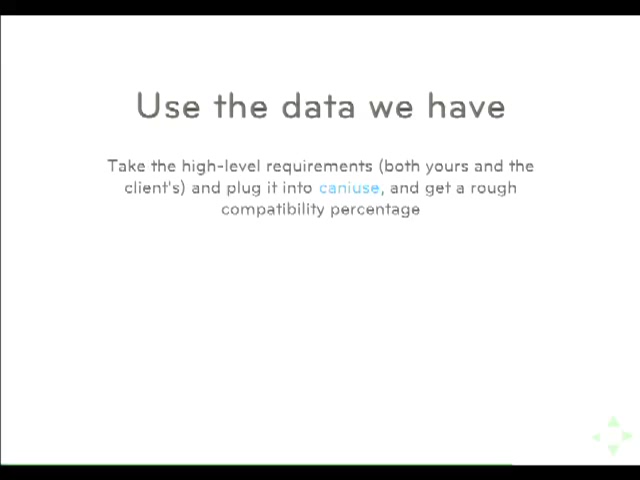 Use the data we have
Take the high-level requirements (both yours and the
client's) and plug it into caniuse, and get a rough
compatibility percentage